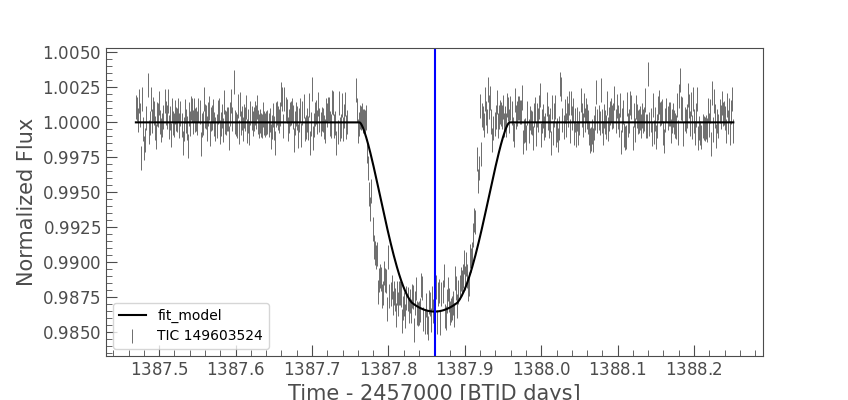 1.0050
1.0025
1.0000
0.9975
0.9950
0.9925
0.9900
0.9875
0.9850
Normalized Flux
fit_model
TIC 149603524
1387.5 1387.6 1387.7 1387.8 1387.9 1388.0 1388.1 1388.2
Time - 2457000 [BTJD days]